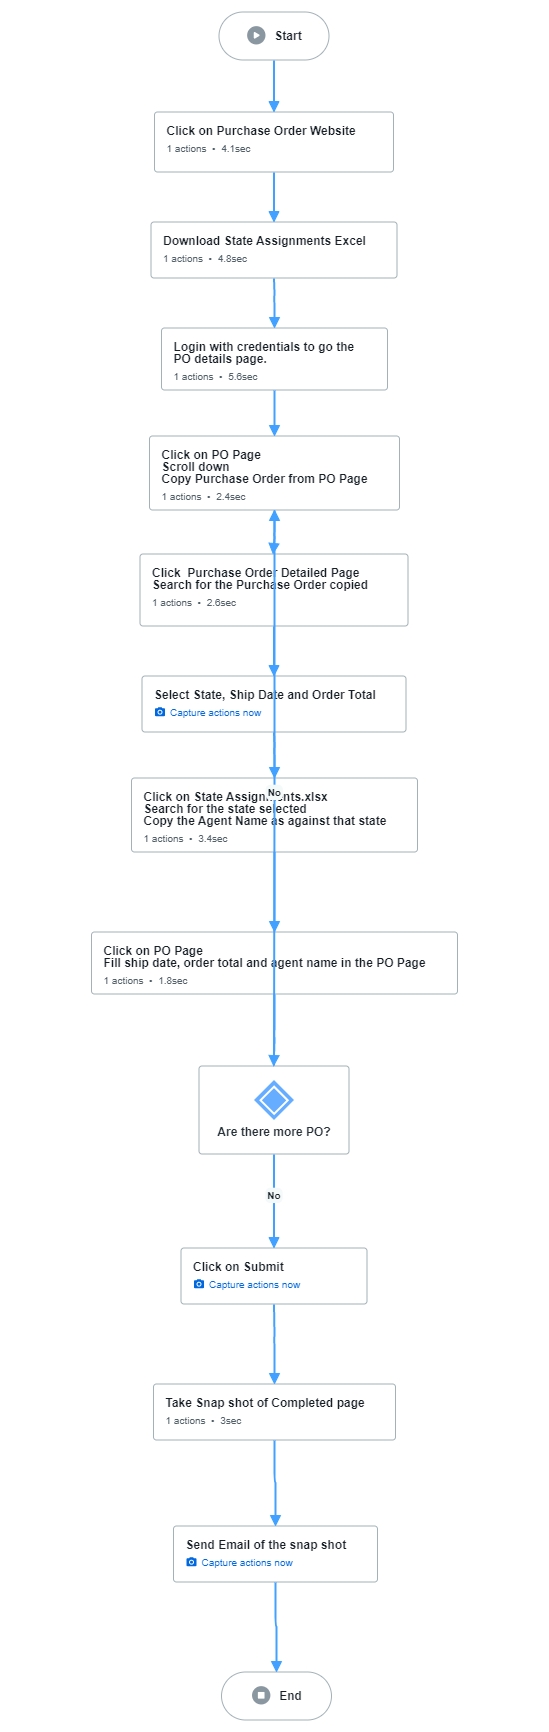 Start
Click on Purchase Order Website
1 actions • 4.1sec
Download State Assignments Excel
1 actions • 4.8sec
Login with credentials to go the
PO details page.
1 actions • 5.6sec
Click on PO Page
Scroll down
Copy Purchase Order from PO Page
1 actions • 2.4sec
Click Purchase Order Detailed Page
Search for the Purchase Order copied
1 actions • 2.6sec
Select State, Ship Date and Order Total
Capture actions now
No
Click on State Assignments.xlsx
Search for the state selected
Copy the Agent Name as against that state
1 actions • 3.4sec
Click on PO Page
Fill ship date, order total and agent name in the PO Page
1 actions • 1.8sec
Are there more PO?
No
Click on Submit
Capture actions now
Take Snap shot of Completed page
1 actions • 3sec
Send Email of the snap shot
Capture actions now
End